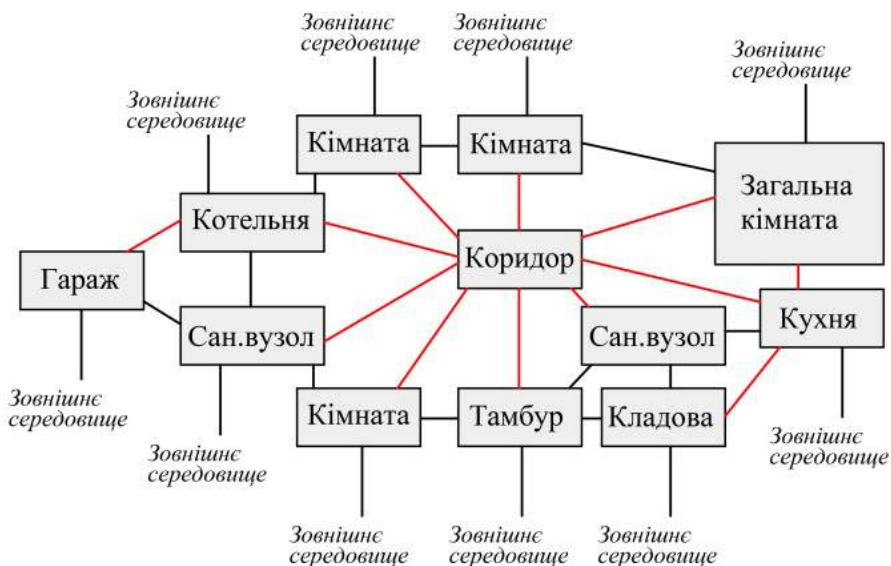 Зовнішнє
середовище
Зовнішнє
середовище
Зовнішнє
середовище
Зовнішнє
середовище
Кімната
Кімната
Загальна
кімната
Котельня
Коридор
Гараж
Кухня
Сан.вузол
Сан.вузол
Кімната
Тамбур
Кладова
Зовнішнє
середовище
Зовнішнє
середовище
Зовнішнє
середовище
Зовнішнє
середовище
Зовнішнє
середовище
Зовнішнє
середовище